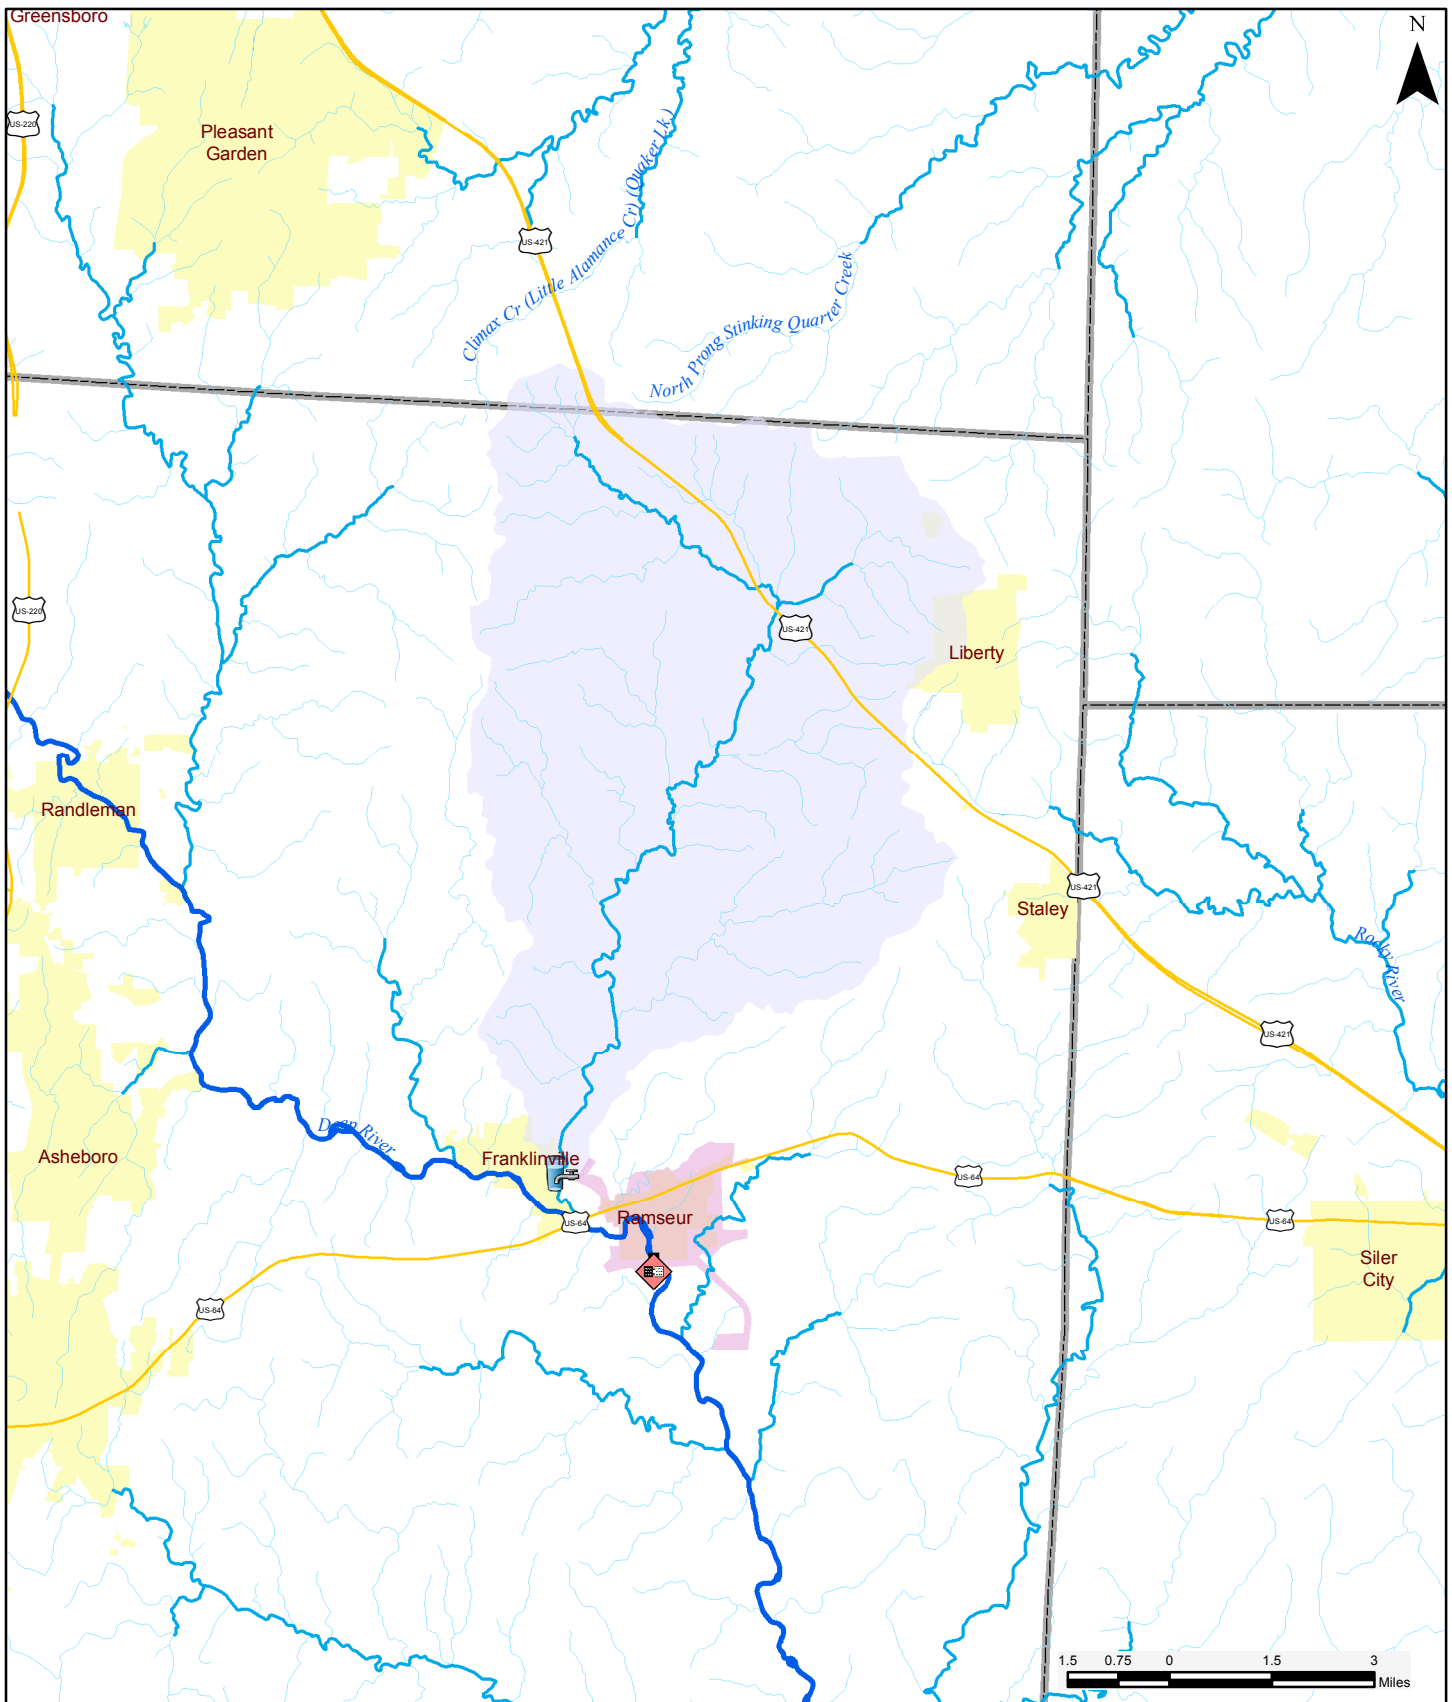 Greensboro
N
US-220
Pleasant
Garden
US-421
Climax Cr (Little Alamance Cr) (Quaker Lk.)
North Prong Stinking Quarter Creek
US-220
US-421
Liberty
Randleman
US-421
Staley
Rocky River
US-421
Deep River
Asheboro
Franklinville
US-64
US-64
Ramseur
US-64
Siler
City
US-64
1.5 0.75 0 1.5 3
Miles